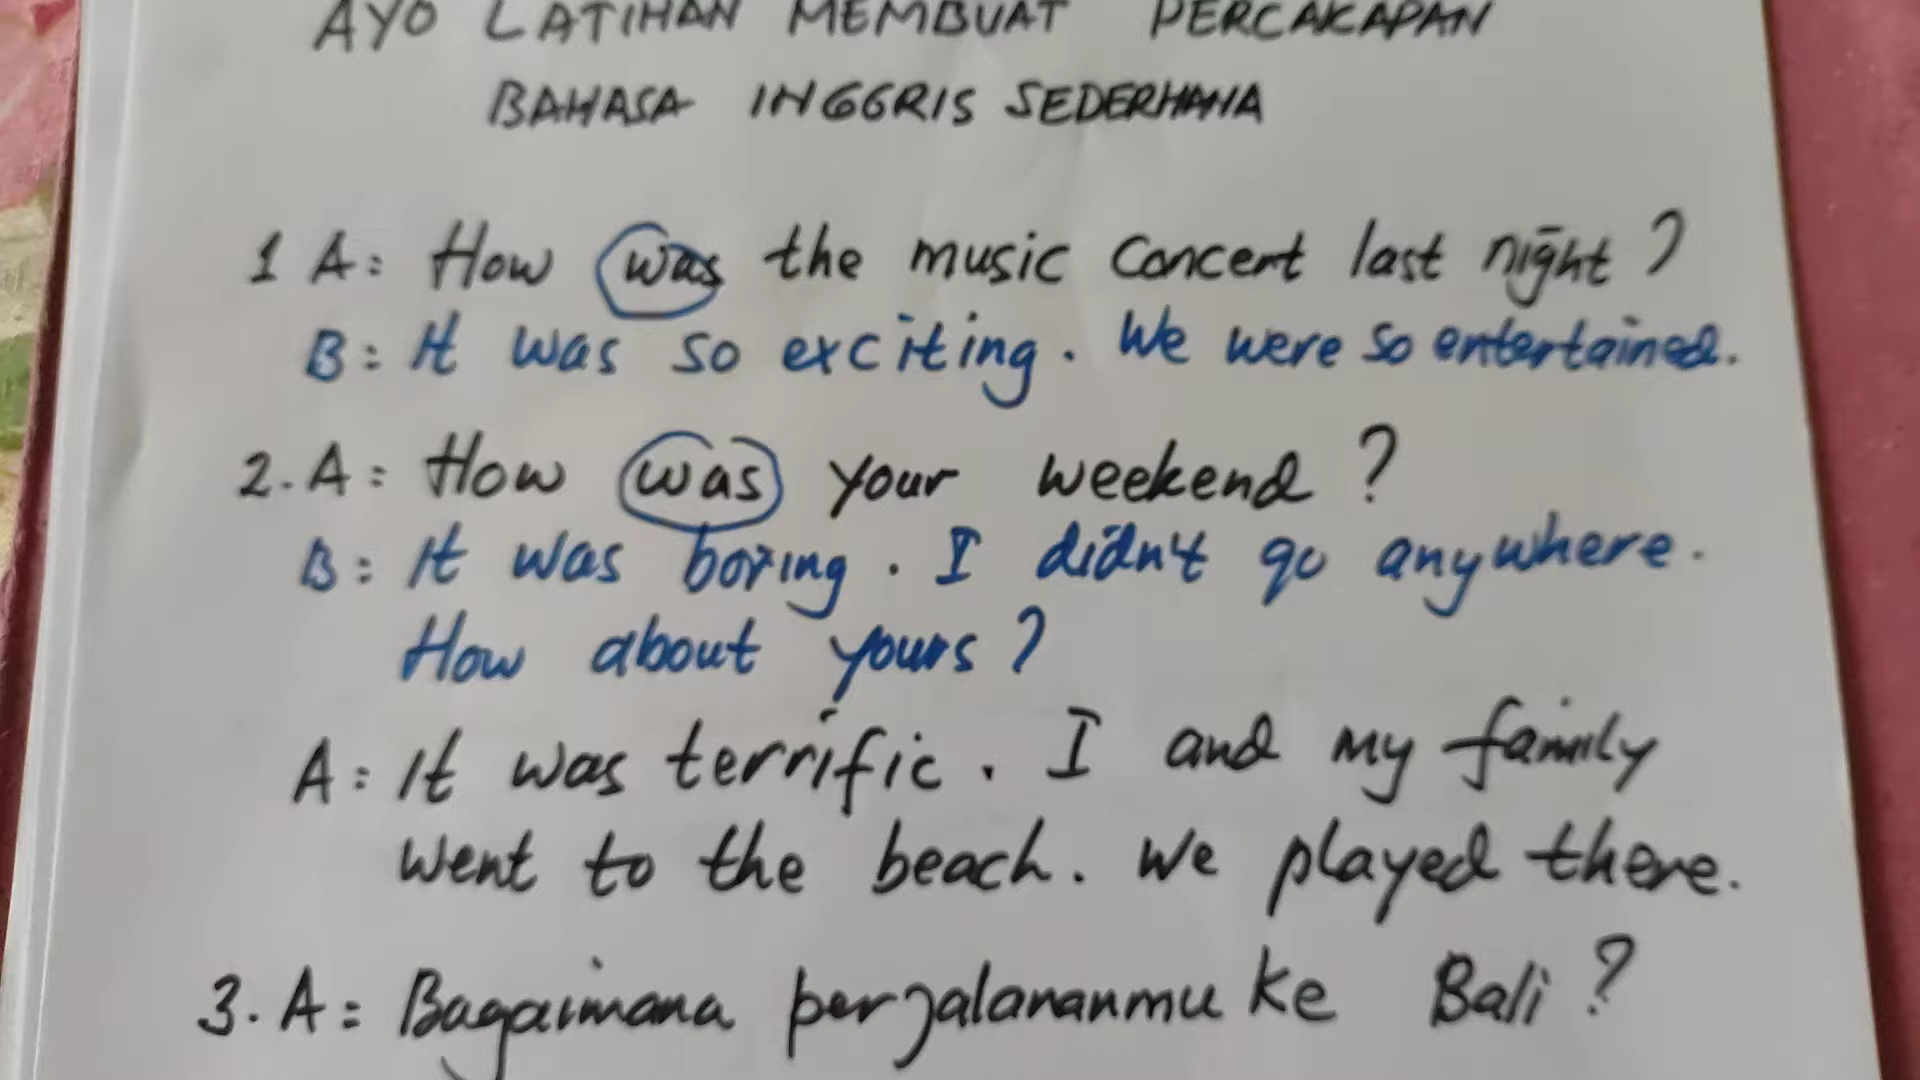 AYO LATIHAN MEMBUAT PERCAKAPAN
BAHASA INGGRIS SEDERHANA
1 A: How was the music concert last night?
B: It was so exciting. We were so entertained.
2. A: How was your weekend?
B: It was boring. I didn't go anywhere.
How about yours?
A: It was terrific. I and my family
went to the beach. We played there.
3. A: Bagaimana perjalananmu ke Bali?